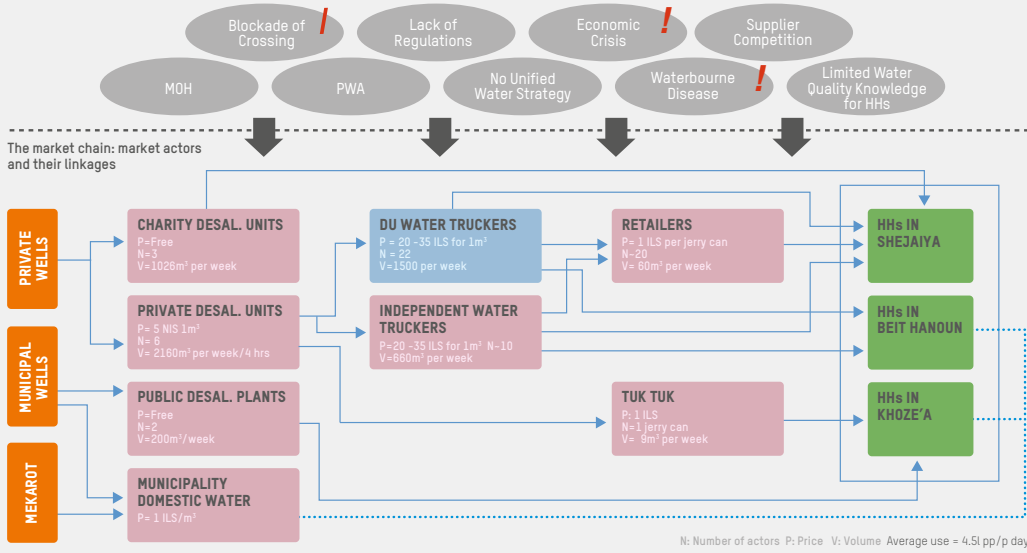 Blockade of
Crossing
!
Lack of
Regulations
Economic
Crisis
!
Supplier
Competition
MOH
PWA
No Unified
Water Strategy
Waterbourne
Disease
!
Limited Water
Quality Knowledge
for HHs
The market chain: market actors
and their linkages
PRIVATE
WELLS
MUNICIPAL
WELLS
MEKAROT
CHARITY DESAL. UNITS
P=Free
N=3
V=1026m³ per week
PRIVATE DESAL. UNITS
P= 5 NIS 1m³
N= 6
V= 2160m³ per week/4 hrs
PUBLIC DESAL. PLANTS
P=Free
N=2
V=200m³/week
MUNICIPALITY
DOMESTIC WATER
P= 1 ILS/m³
DU WATER TRUCKERS
P = 20 -35 ILS for 1m³
N = 22
V=1500 per week
INDEPENDENT WATER
TRUCKERS
P=20 -35 ILS for 1m³ N~10
V=660m³ per week
RETAILERS
P= 1 ILS per jerry can
N~20
V= 60m³ per week
TUK TUK
P: 1 ILS
N=1 jerry can
V= 9m³ per week
HHs IN
SHEJAIYA
HHs IN
BEIT HANOUN
HHs IN
KHOZE'A
N: Number of actors P: Price V: Volume Average use = 4.5l pp/p day